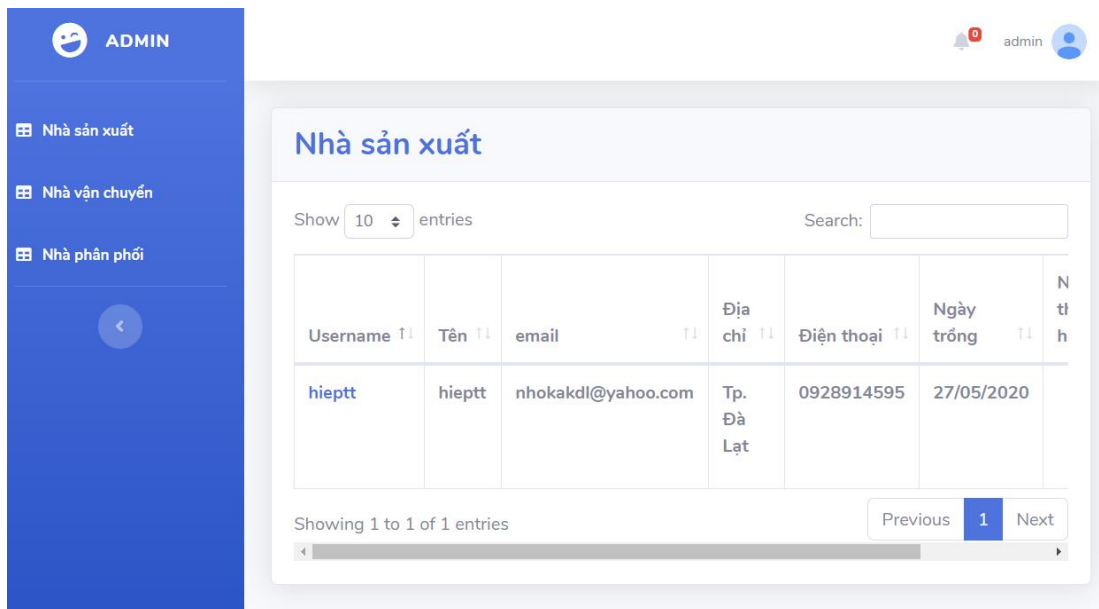 ADMIN
0 admin
Nhà sản xuất
Nhà vận chuyển
Nhà phân phối
Nhà sản xuất
Show 10 entries
Search:
Username
Tên
email
Địa
chỉ
Điện thoại
Ngày
trồng
hieptt
hieptt
nhokakdl@yahoo.com
Tp.
Đà
Lạt
0928914595
27/05/2020
Showing 1 to 1 of 1 entries
Previous 1 Next